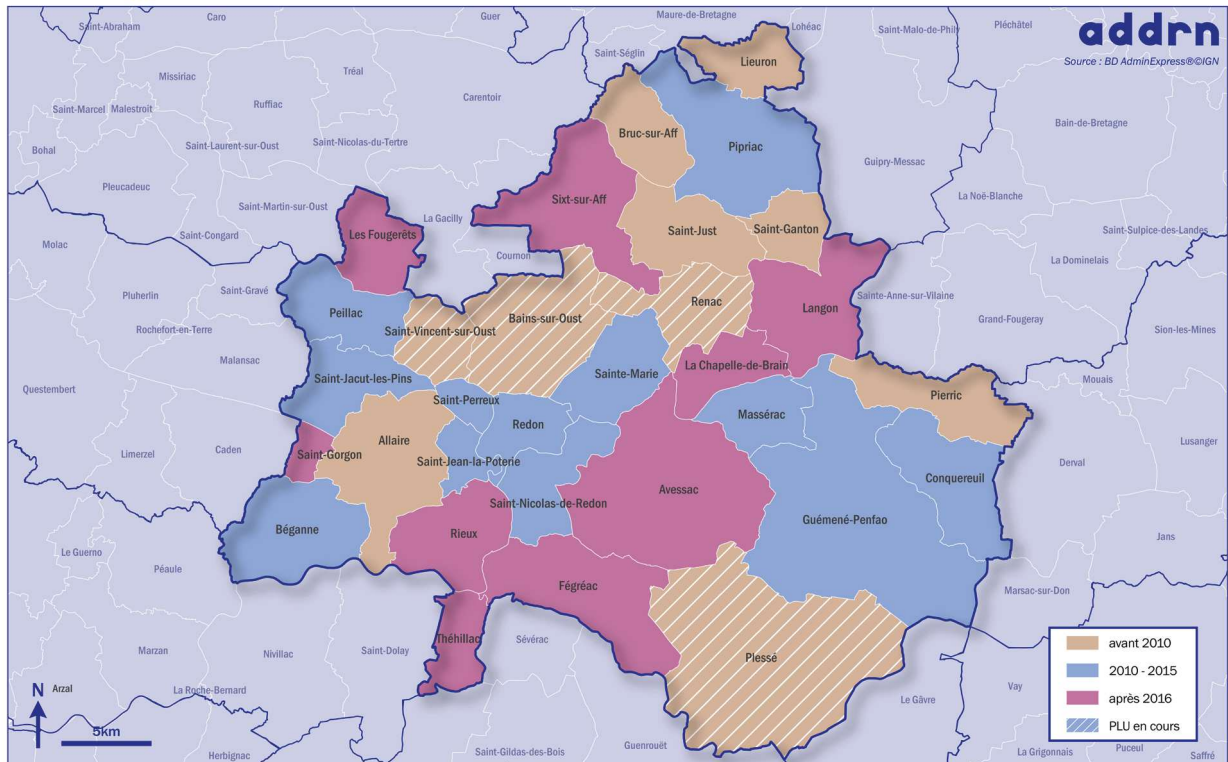 Saint-Abraham
Caro
Guer
Maure-de-Bretagne
Lohéac
Saint-Malo-de-Phily
Pléchâtel
addrn
Source : BD AdminExpress®©IGN
Saint-Séglin
Lieuron
Missiriac
Tréal
Carentoir
Saint-Marcel
Malestroit
Ruffiac
Bruc-sur-Aff
Pipriac
Bain-de-Bretagne
Bohal
Saint-Laurent-sur-Oust
Saint-Nicolas-du-Tertre
Guipry-Messac
Pleucadeuc
Saint-Martin-sur-Oust
Sixt-sur-Aff
La Noë-Blanche
La Gacilly
Saint-Just
Saint-Ganton
Saint-Sulpice-des-Landes
Molac
Saint-Congard
Les Fougerêts
Cournon
La Dominelais
Pluherlin
Saint-Gravé
Renac
Langon
Sainte-Anne-sur-Vilaine
Peillac
Saint-Vincent-sur-Oust
Bains-sur-Oust
Grand-Fougeray
Rochefort-en-Terre
Sion-les-Mines
Malansac
La Chapelle-de-Brain
Saint-Jacut-les-Pins
Sainte-Marie
Mouais
Questembert
Saint-Perreux
Pierric
Massérac
Redon
Lusanger
Allaire
Limerzel
Caden
Saint-Gorgon
Saint-Jean-la-Poterie
Derval
Conquereuil
Avessac
Saint-Nicolas-de-Redon
Guémené-Penfao
Béganne
Rieux
Jans
Le Guerno
Péaule
Fégréac
Marsac-sur-Don
Théhillac
Sévérac
Marzan
Nivillac
Saint-Dolay
Plessé
avant 2010
2010 - 2015
après 2016
PLU en cours
N
Arzal
La Roche-Bernard
Le Gâvre
Vay
5km
Herbignac
Saint-Gildas-des-Bois
Guenrouët
La Grigonnais
Puceul
Saffré